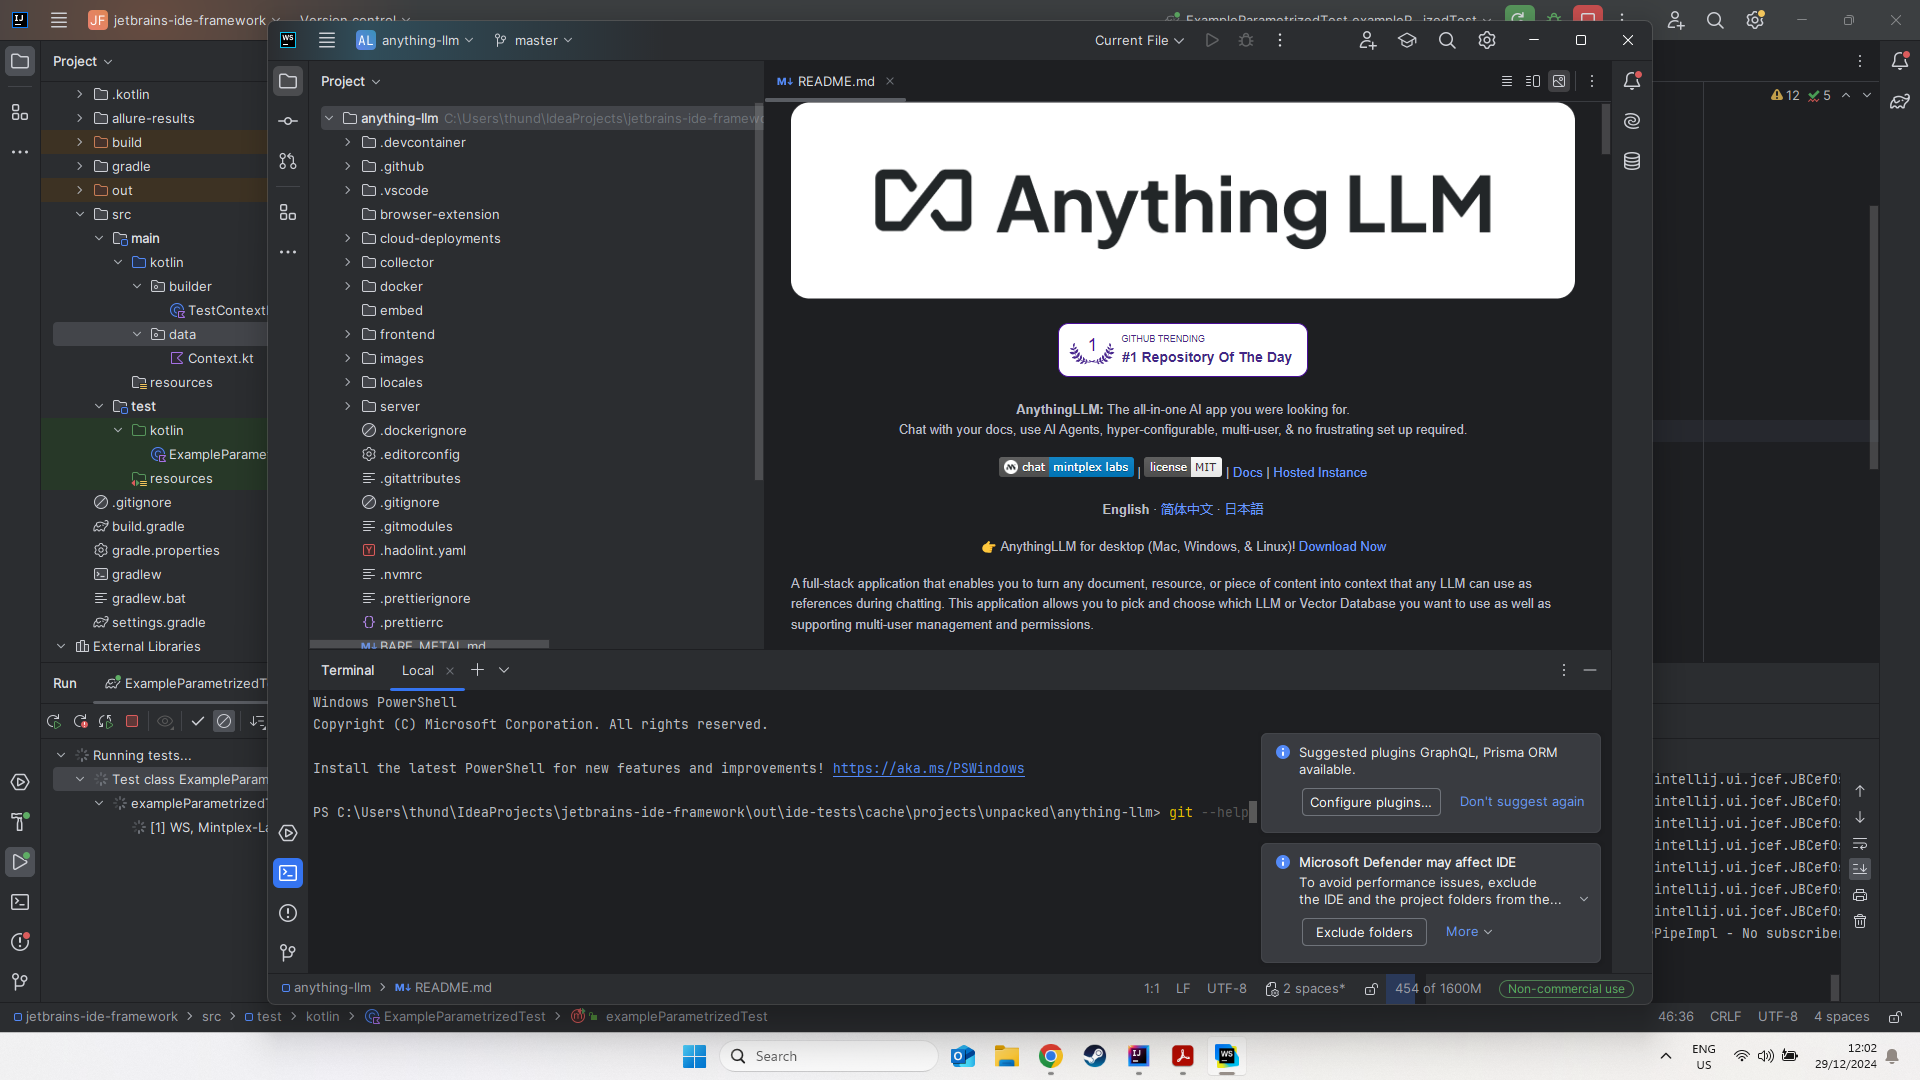 jetbrains-ide-framework
Version control
ExampleParametrizedTest.exampleP...izedTest
JF
Project
.kotlin
allure-results
build
gradle
out
src
main
kotlin
builder
data
Context.kt
resources
test
kotlin
resources
.gitignore
build.gradle
gradle.properties
gradlew
gradlew.bat
settings.gradle
External Libraries
Run
Running tests...
Test class
[1] WS,
WS
AL
anything-llm
master
Current File
Project
anything-llm C:\Users\thund\IdeaProjects\jetbrains-ide-framewo
.devcontainer
.github
.vscode
browser-extension
cloud-deployments
collector
docker
embed
frontend
images
locales
server
.dockerignore
.editorconfig
.gitattributes
.gitignore
.gitmodules
.hadolint.yaml
.nvmrc
.prettierignore
.prettierrc
BARE_METAL.md
README.md
Anything LLM
1
GITHUB TRENDING
#1 Repository Of The Day
AnythingLLM: The all-in-one AI app you were looking for.
Chat with your docs, use AI Agents, hyper-configurable, multi-user, & no frustrating set up required.
chat mintplex labs | license MIT | Docs | Hosted Instance
English · 简体中文 · 日本語
👉 AnythingLLM for desktop (Mac, Windows, & Linux)! Download Now
A full-stack application that enables you to turn any document, resource, or piece of content into context that any LLM can use as
references during chatting. This application allows you to pick and choose which LLM or Vector Database you want to use as well as
supporting multi-user management and permissions.
12 5
Terminal
Local
Windows PowerShell
Copyright (C) Microsoft Corporation. All rights reserved.
Install the latest PowerShell for new features and improvements! https://aka.ms/PSWindows
PS C:\Users\thund\IdeaProjects\jetbrains-ide-framework\out\ide-tests\cache\projects\unpacked\anything-llm> git --help
Suggested plugins GraphQL, Prisma ORM
available.
Configure plugins...
Don't suggest again
Microsoft Defender may affect IDE
To avoid performance issues, exclude
the IDE and the project folders from the...
Exclude folders
More
intellij.ui.jcef.JBCefOs
intellij.ui.jcef.JBCefOs
intellij.ui.jcef.JBCefOs
intellij.ui.jcef.JBCefOs
intellij.ui.jcef.JBCefOs
intellij.ui.jcef.JBCefOs
intellij.ui.jcef.JBCefOs
PipeImpl - No subscriber
anything-llm
README.md
1:1
LF
UTF-8
2 spaces*
454 of 1600M
Non-commercial use
jetbrains-ide-framework
src
test
kotlin
ExampleParametrizedTest
exampleParametrizedTest
46:36
CRLF
UTF-8
4 spaces
Search
ENG
US
12:02
29/12/2024